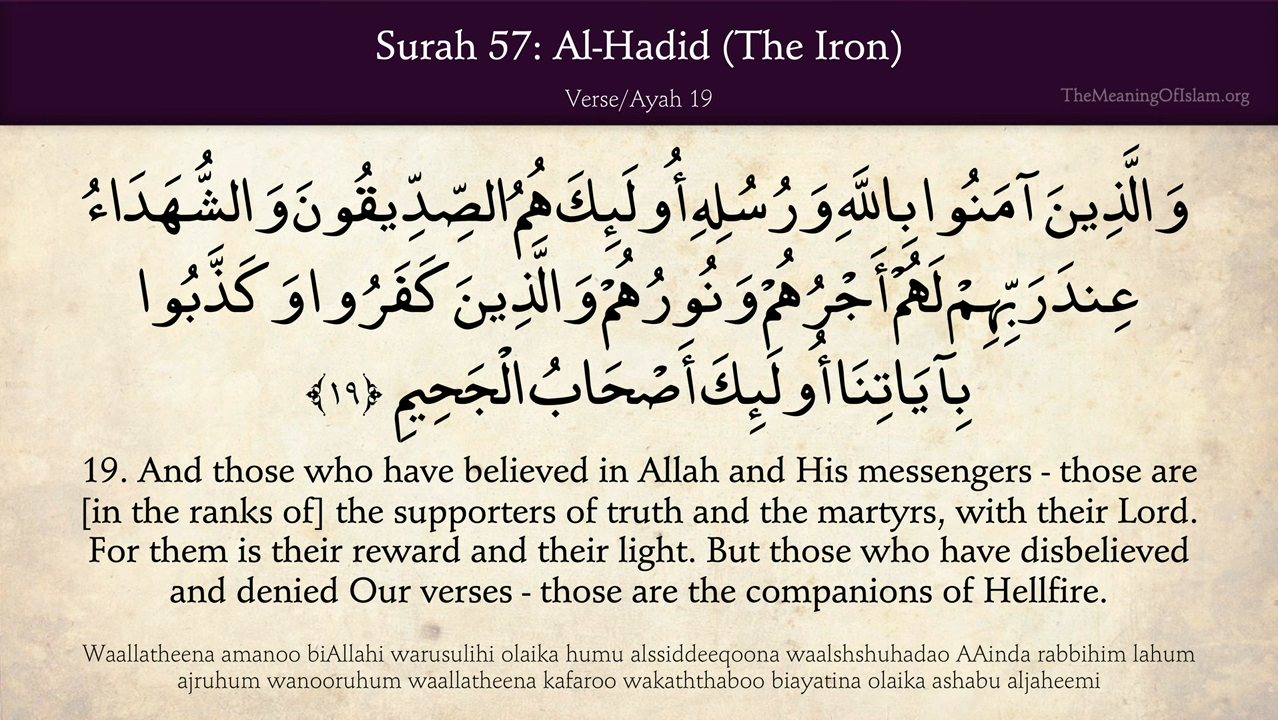 Surah 57: Al-Hadid (The Iron)
Verse/Ayah 19
TheMeaningOfIslam.org
وَالَّذِينَ آمَنُوا بِاللَّهِ وَرُسُلِهِ أُولَٰئِكَ هُمُ الصِّدِّيقُونَ وَالشُّهَدَاءُ
عِندَ رَبِّهِمْ لَهُمْ أَجْرُهُمْ وَنُورُهُمْ وَالَّذِينَ كَفَرُوا وَكَذَّبُوا
بِآيَاتِنَا أُولَٰئِكَ أَصْحَابُ الْجَحِيمِ ﴿١٩﴾
19. And those who have believed in Allah and His messengers - those are
[in the ranks of] the supporters of truth and the martyrs, with their Lord.
For them is their reward and their light. But those who have disbelieved
and denied Our verses - those are the companions of Hellfire.
Waallatheena amanoo biAllahi warusulihi olaika humu alssiddeeqoona waalshshuhadao AAinda rabbihim lahum
ajruhum wanooruhum waallatheena kafaroo wakaththaboo biayatina olaika ashabu aljaheemi